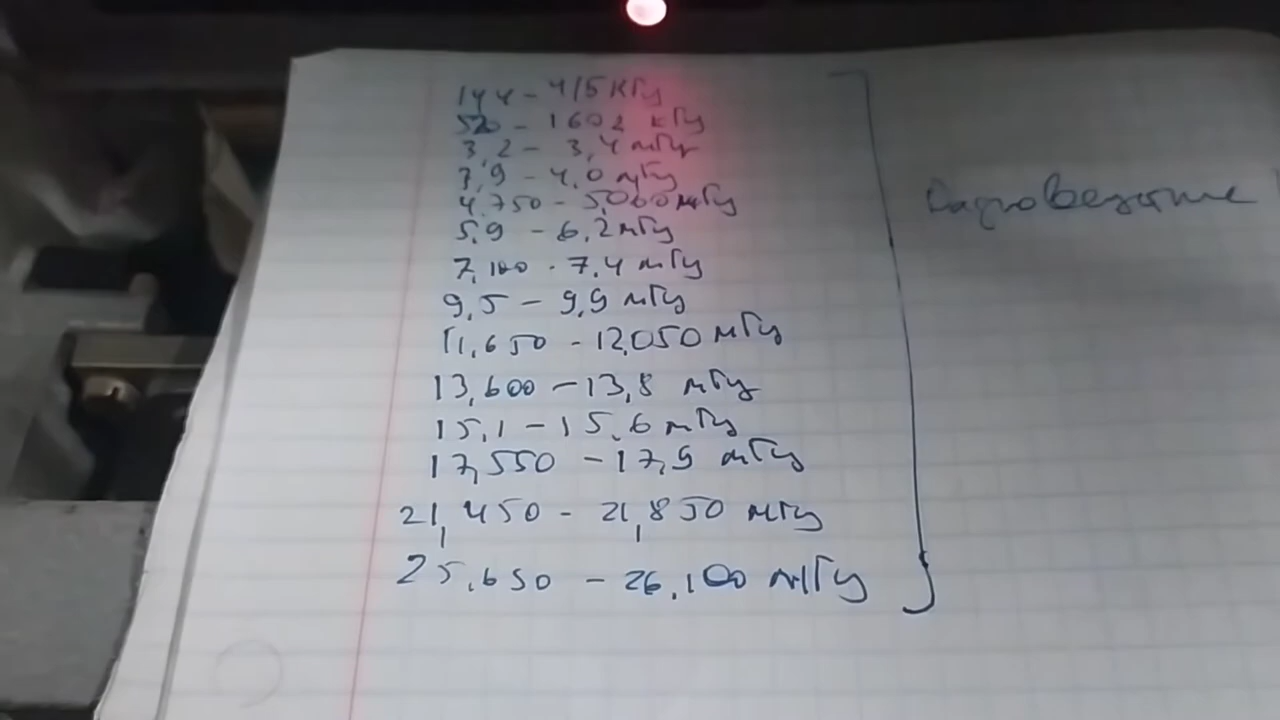 144 - 415 кГц
520 - 1602 кГц
3,2 - 3,4 мГц
3,9 - 4,0 мГц
4.750 - 5,060 мГц
5,9 - 6,2 мГц
7,100 - 7,4 мГц
9,5 - 9,9 мГц
11,650 - 12,050 мГц
13,600 - 13,8 мГц
15,1 - 15,6 мГц
17,550 - 17,9 мГц
21,450 - 21,850 мГц
25,650 - 26,100 мГц
Радиовещание